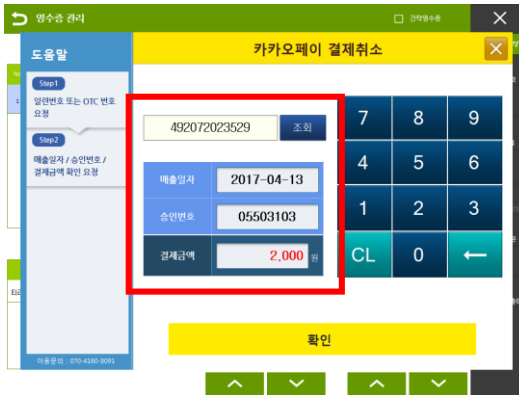 영수증 관리
간략영수증
도움말
카카오페이 결제취소
Step1
일련번호 또는 OTC 번호
요청
Step2
매출일자 / 승인번호 /
결제금액 확인 요청
492072023529 조회
매출일자 2017-04-13
승인번호 05503103
결제금액 2,000 원
7 8 9
4 5 6
1 2 3
CL 0 ←
확인
이용문의 : 070-4160-8091